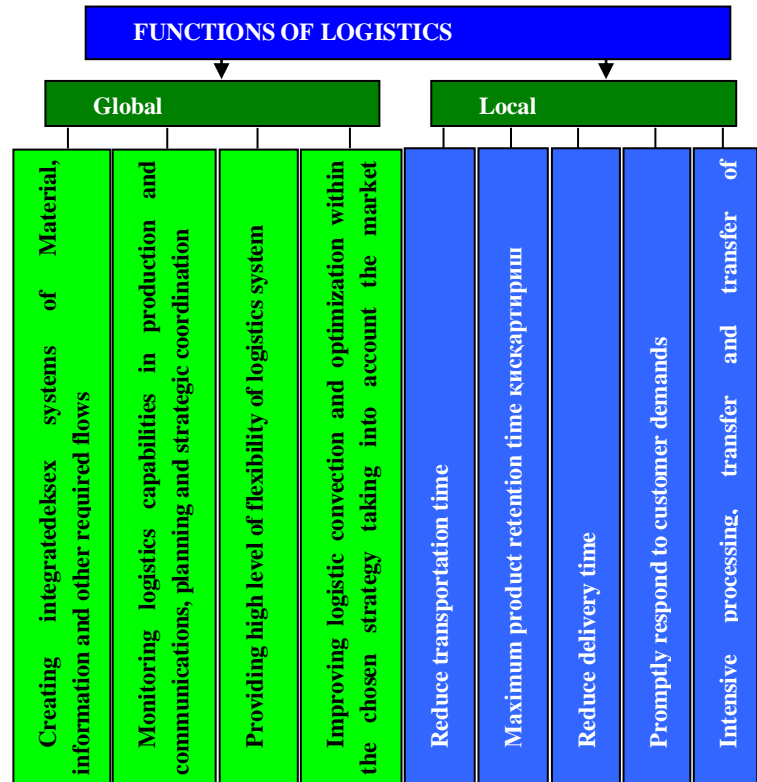 FUNCTIONS OF LOGISTICS
Global
Local
Creating integratedeksex systems of Material,
information and other required flows
Monitoring logistics capabilities in production and
communications, planning and strategic coordination
Providing high level of flexibility of logistics system
Improving logistic convection and optimization within
the chosen strategy taking into account the market
Reduce transportation time
Maximum product retention time қисқартириш
Reduce delivery time
Promptly respond to customer demands
Intensive processing, transfer and transfer of